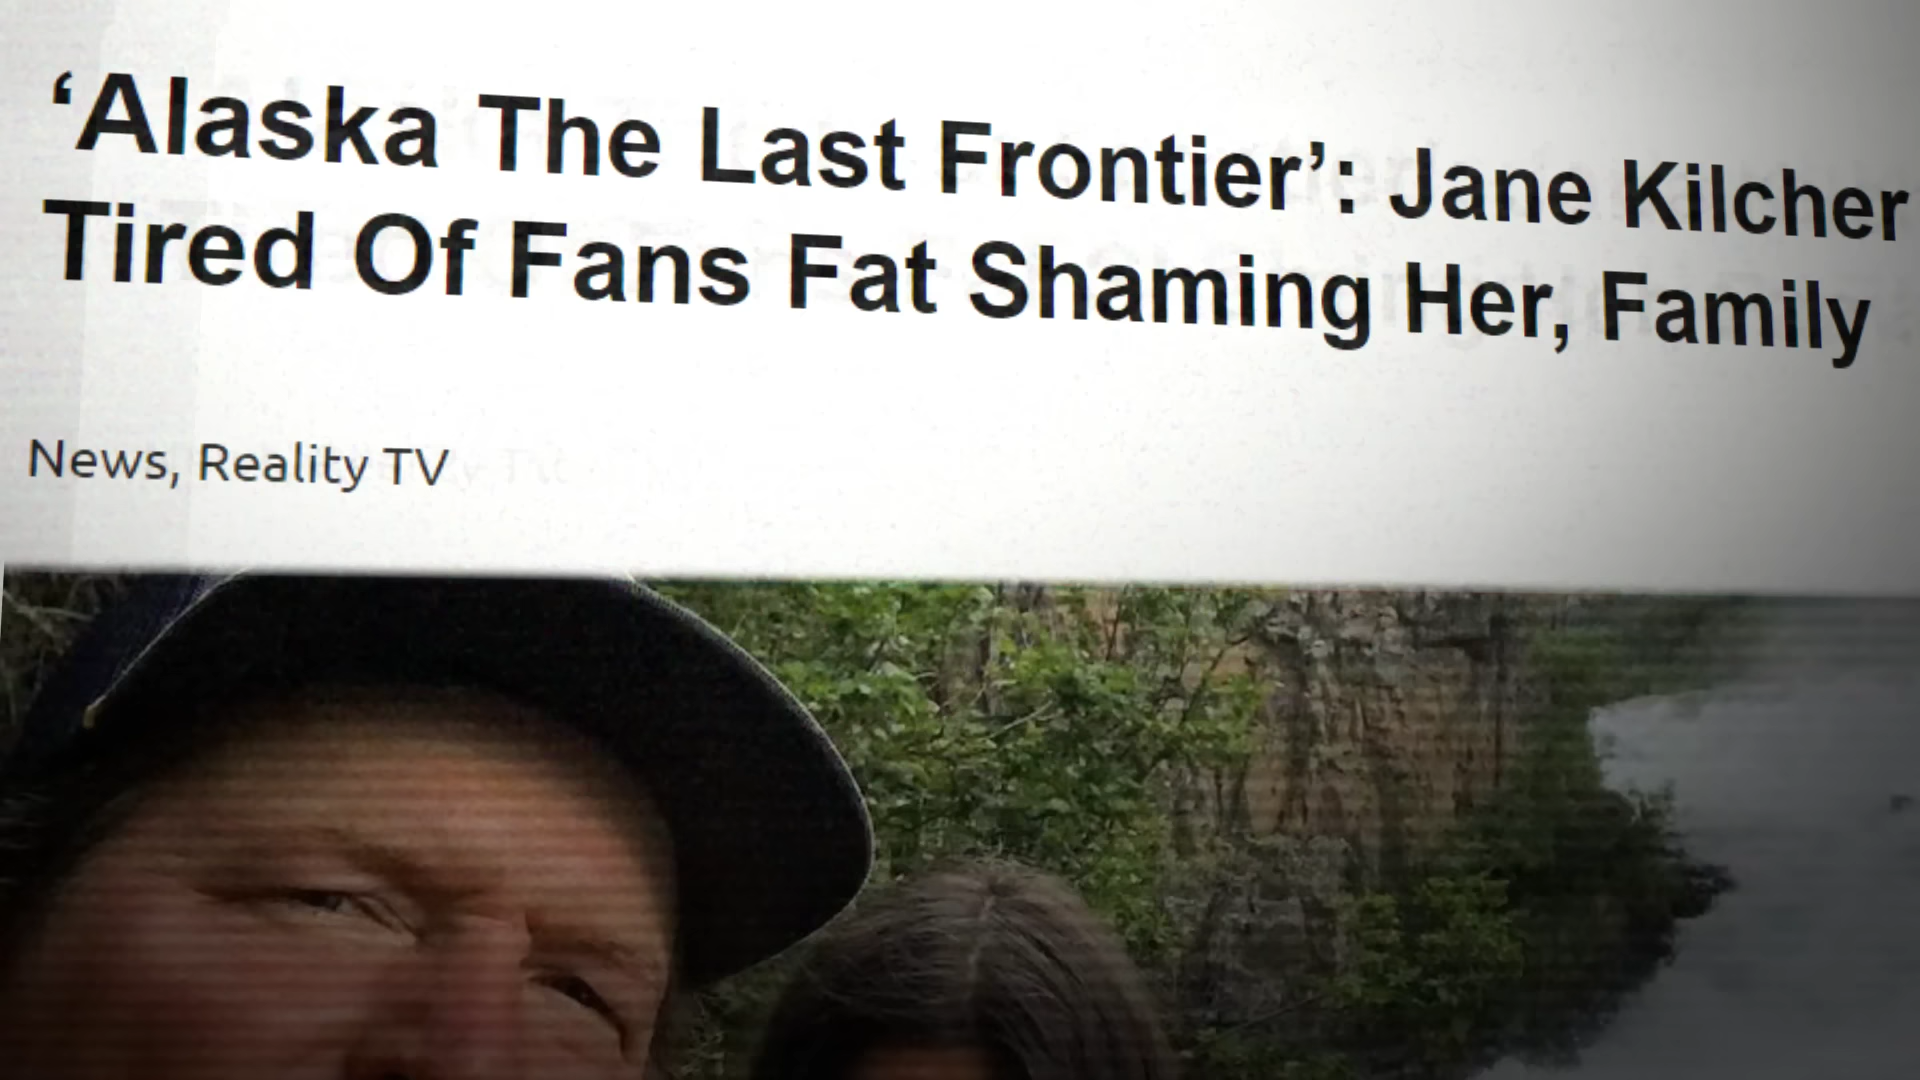 ‘Alaska The Last Frontier’: Jane Kilcher
Tired Of Fans Fat Shaming Her, Family
News, Reality TV